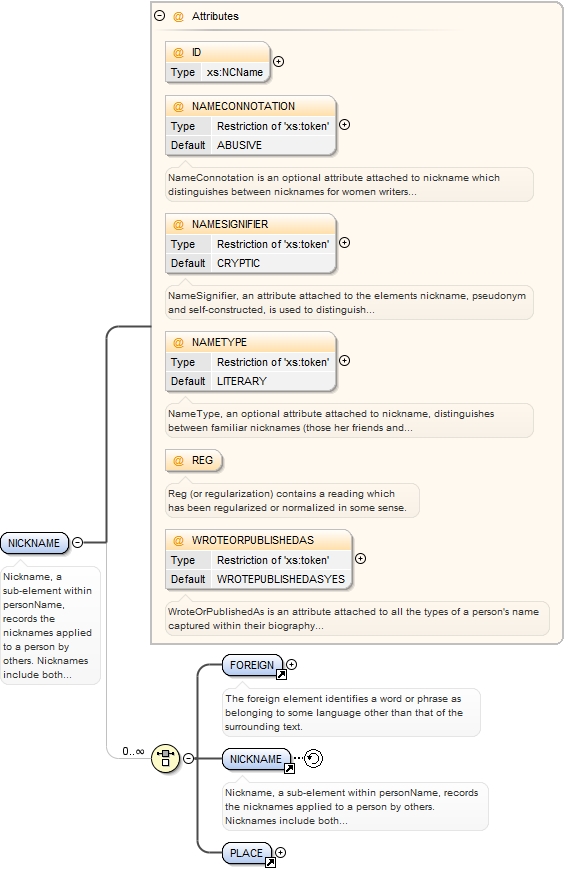 @ Attributes
@ ID
Type xs:NCName
@ NAMECONNOTATION
Type Restriction of 'xs:token'
Default ABUSIVE
NameConnotation is an optional attribute attached to nickname which
distinguishes between nicknames for women writers...
@ NAMESIGNIFIER
Type Restriction of 'xs:token'
Default CRYPTIC
NameSignifier, an attribute attached to the elements nickname, pseudonym
and self-constructed, is used to distinguish...
@ NAMETYPE
Type Restriction of 'xs:token'
Default LITERARY
NameType, an optional attribute attached to nickname, distinguishes
between familiar nicknames (those her friends and...
@ REG
Reg (or regularization) contains a reading which
has been regularized or normalized in some sense.
@ WROTEORPUBLISHEDAS
Type Restriction of 'xs:token'
Default WROTEPUBLISHEDASYES
WroteOrPublishedAs is an attribute attached to all the types of a person's name
captured within their biography...
NICKNAME
Nickname, a
sub-element within
personName,
records the
nicknames applied
to a person by
others. Nicknames
include both...
0..∞
FOREIGN
The foreign element identifies a word or phrase as
belonging to some language other than that of the
surrounding text.
NICKNAME
Nickname, a sub-element within personName, records
the nicknames applied to a person by others.
Nicknames include both...
PLACE